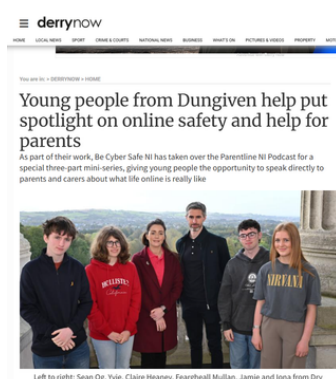 derrynow
HOME LOCAL NEWS SPORT CRIME & COURTS NATIONAL NEWS BUSINESS WHAT'S ON PICTURES & VIDEOS PROPERTY
You are in: > DERRYNOW > HOME
Young people from Dungiven help put
spotlight on online safety and help for
parents
As part of their work, Be Cyber Safe NI has taken over the Parentline NI Podcast for a
special three-part mini-series, giving young people the opportunity to speak directly to
parents and carers about what life online is really like
HOLLISTER
California
NIRVANA
Left to right: Sean Og, Yvie, Claire Heaney, Feargheall Mullan, Jamie and Iona from Dry